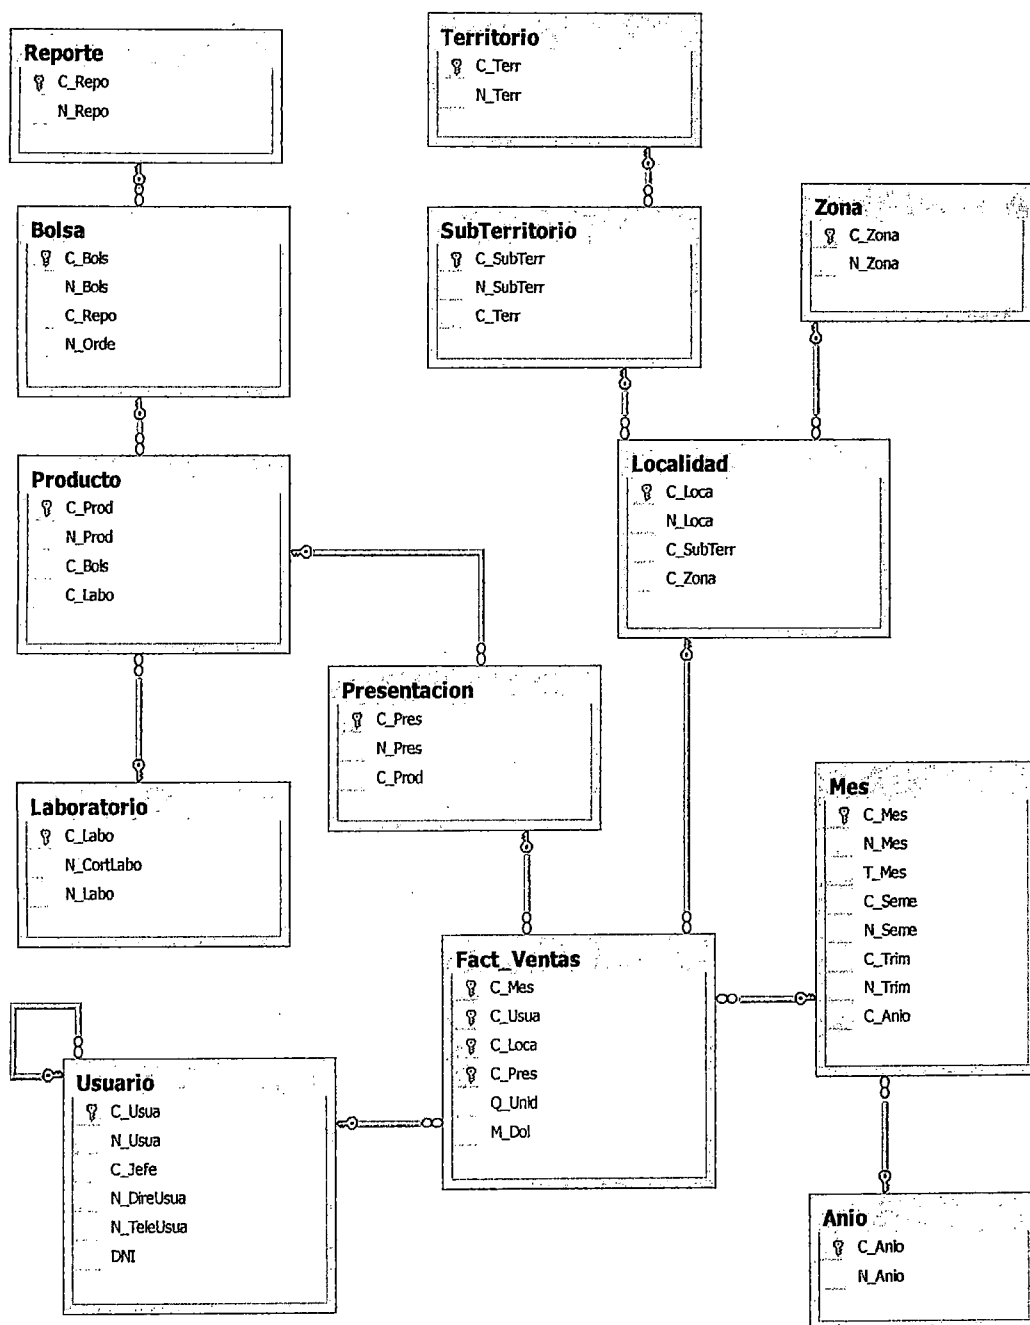 Reporte
C_Repo
N_Repo
Territorio
C_Terr
N_Terr
Bolsa
C_Bols
N_Bols
C_Repo
N_Orde
SubTerritorio
C_SubTerr
N_SubTerr
C_Terr
Zona
C_Zona
N_Zona
Producto
C_Prod
N_Prod
C_Bols
C_Labo
Localidad
C_Loca
N_Loca
C_SubTerr
C_Zona
Presentacion
C_Pres
N_Pres
C_Prod
Laboratorio
C_Labo
N_CortLabo
N_Labo
Mes
C_Mes
N_Mes
T_Mes
C_Seme
N_Seme
C_Trim
N_Trim
C_Anio
Fact_Ventas
C_Mes
C_Usua
C_Loca
C_Pres
Q_Unid
M_Dol
Usuario
C_Usua
N_Usua
C_Jefe
N_DireUsua
N_TeleUsua
DNI
Anio
C_Anio
N_Anio